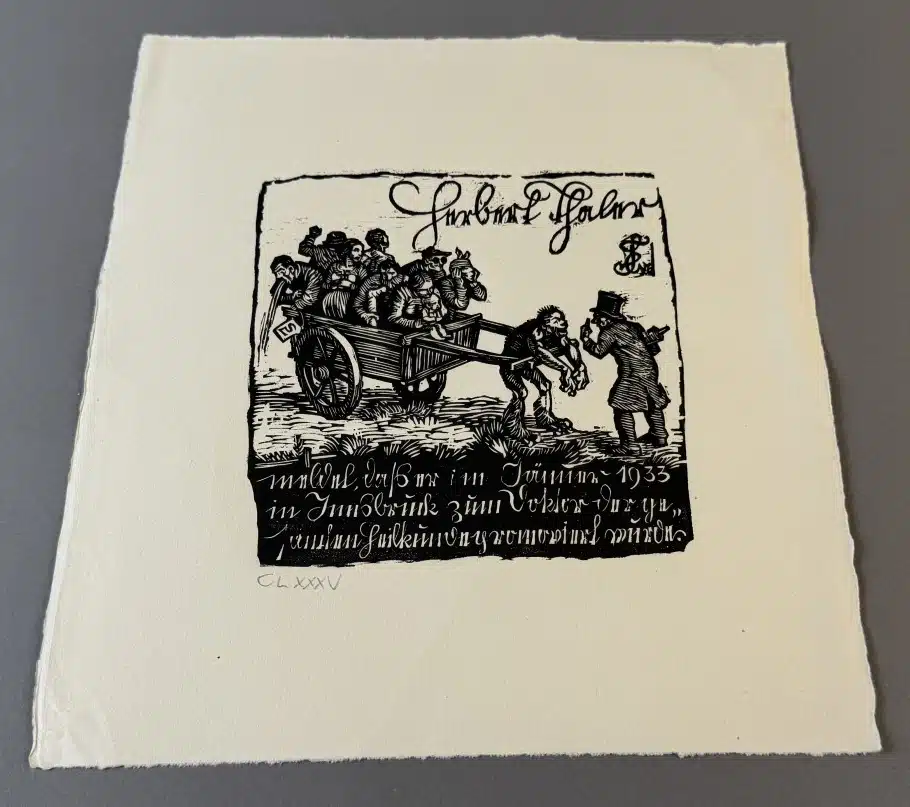 Herbert Thaler
meldet, daß er im Jänner 1933
in Innsbruck zum Doktor der ge„
samten Heilkunde promoviert wurde
CLXXXV